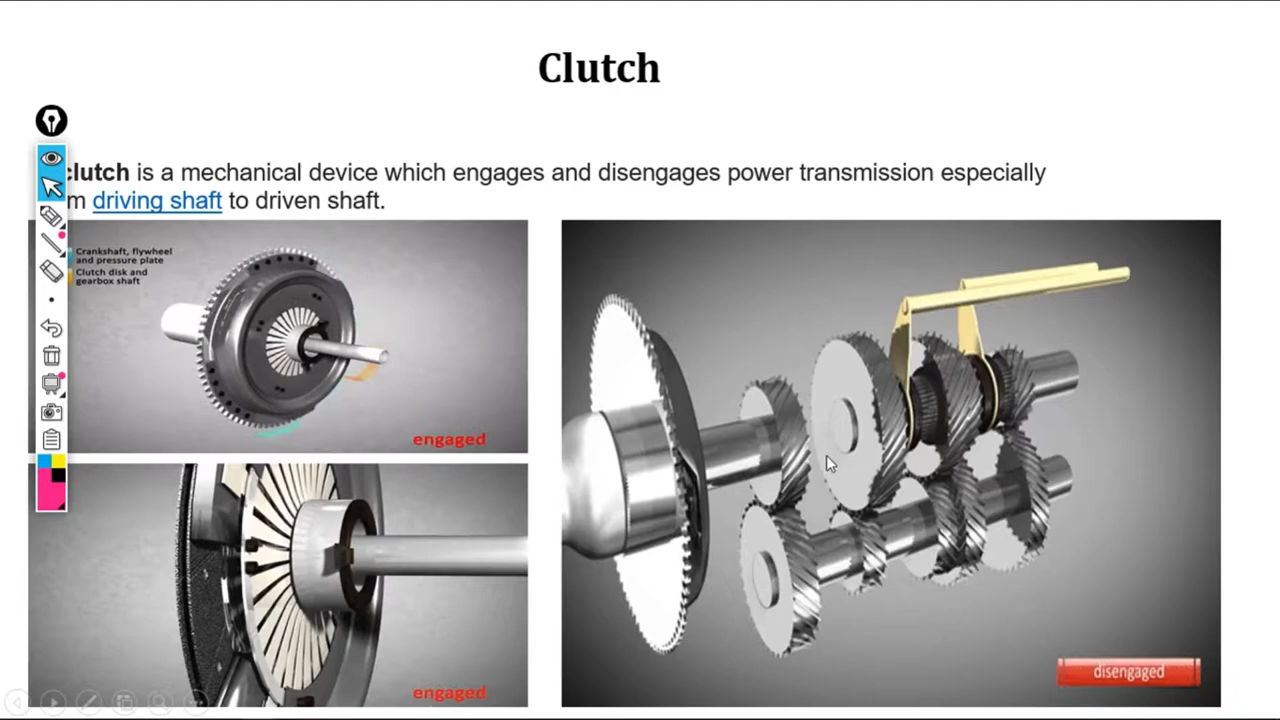 Clutch
clutch is a mechanical device which engages and disengages power transmission especially
m driving shaft to driven shaft.
Crankshaft, flywheel
and pressure plate
Clutch disk and
gearbox shaft
engaged
engaged
disengaged